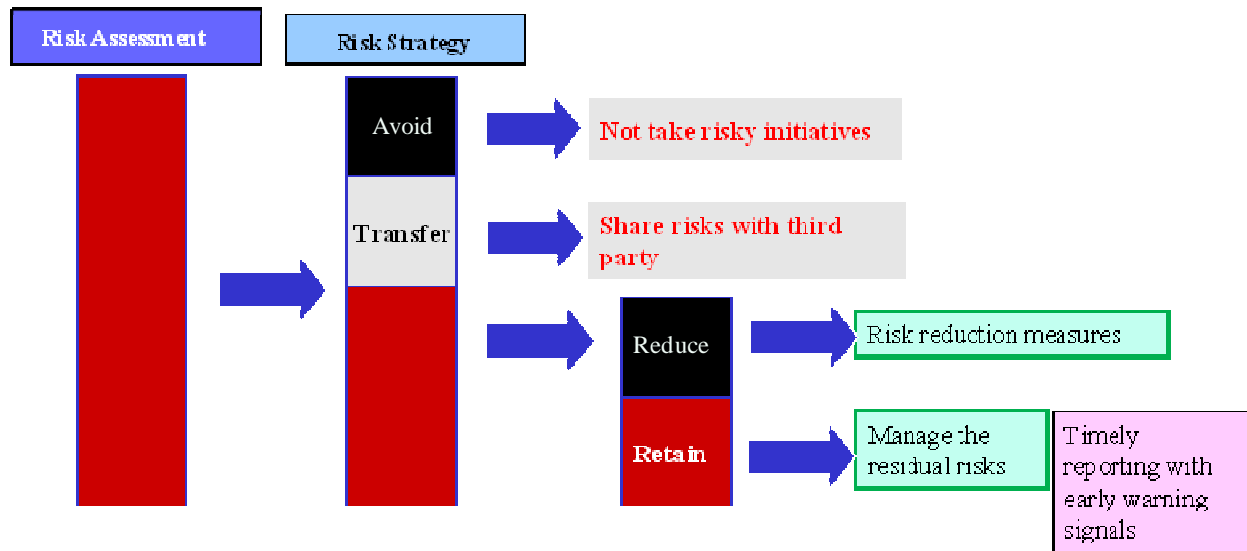 Risk Assessment
Risk Strategy
Avoid
Not take risky initiatives
Transfer
Share risks with third
party
Reduce
Risk reduction measures
Retain
Manage the
residual risks
Timely
reporting with
early warning
signals